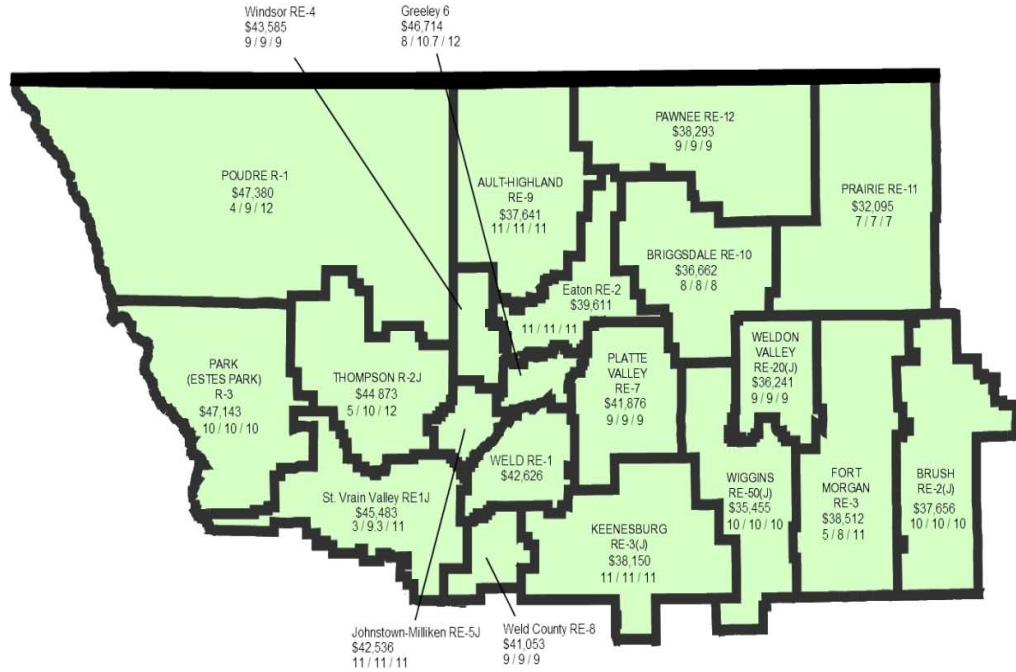 Windsor RE-4
$43,585
9 / 9 / 9
Greeley 6
$46,714
8 / 10.7 / 12
POUDRE R-1
$47,380
4 / 9 / 12
AULT-HIGHLAND
RE-9
$37,641
11 / 11 / 11
PAWNEE RE-12
$38,293
9 / 9 / 9
PRAIRIE RE-11
$32,095
7 / 7 / 7
BRIGGSDALE RE-10
$36,662
8 / 8 / 8
Eaton RE-2
$39,611
11 / 11 / 11
PARK
(ESTES PARK)
R-3
$47,143
10 / 10 / 10
THOMPSON R-2J
$44 873
5 / 10 / 12
PLATTE
VALLEY
RE-7
$41,876
9 / 9 / 9
WELDON
VALLEY
RE-20(J)
$36,241
9 / 9 / 9
St. Vrain Valley RE1J
$45,483
3 / 9.3 / 11
WELD RE-1
$42,626
KEENESBURG
RE-3(J)
$38,150
11 / 11 / 11
WIGGINS
RE-50(J)
$35,455
10 / 10 / 10
FORT
MORGAN
RE-3
$38,512
5 / 8 / 11
BRUSH
RE-2(J)
$37,656
10 / 10 / 10
Johnstown-Milliken RE-5J
$42,536
11 / 11 / 11
Weld County RE-8
$41,053
9 / 9 / 9